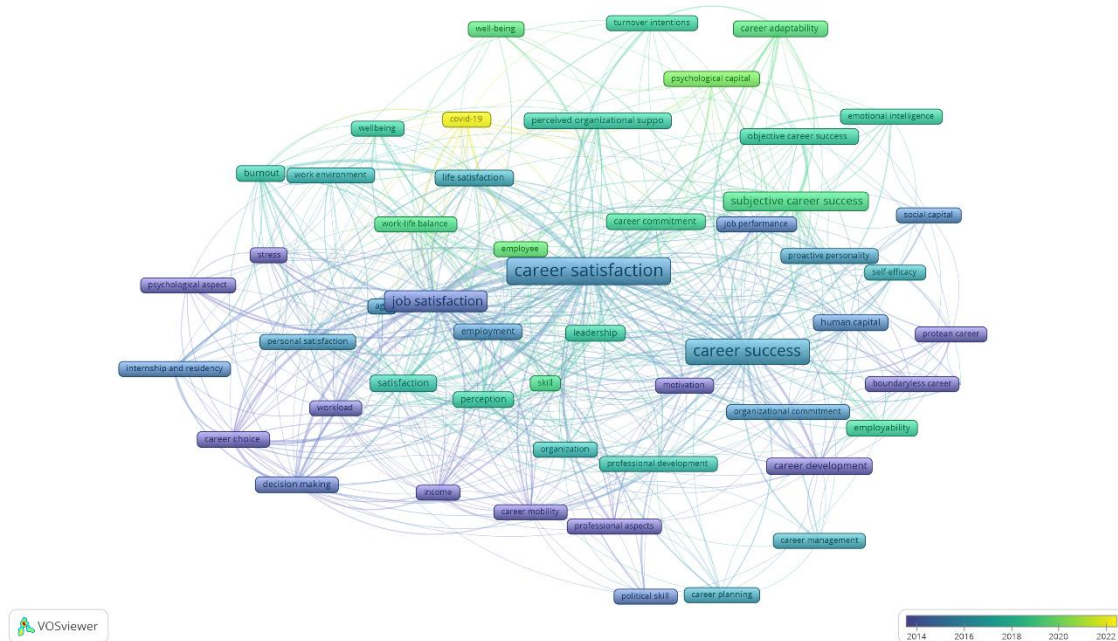 well-being
turnover intentions
career adaptability
psychological capital
covid-19
perceived organizational suppo
emotional intelligence
wellbeing
objective career success
burnout
work environment
life satisfaction
subjective career success
social capital
work-life balance
career commitment
job performance
stress
employee
proactive personality
psychological aspect
career satisfaction
self-efficacy
job satisfaction
employment
leadership
human capital
protean career
personal satisfaction
career success
internship and residency
satisfaction
skill
motivation
boundaryless career
perception
workload
organizational commitment
employability
career choice
organization
professional development
career development
decision making
income
career mobility
professional aspects
career management
political skill
career planning
VOSviewer
2014 2016 2018 2020 2022